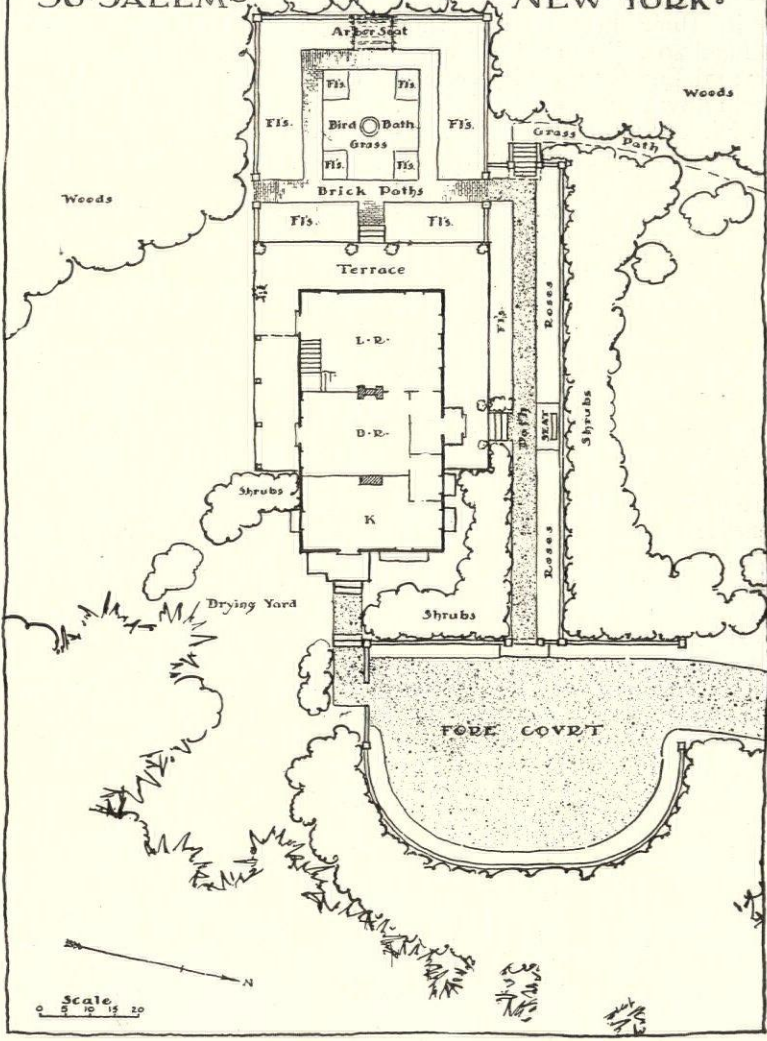 SO· SALEM· NEW YORK·
Arbor Seat
Woods
Fl's. Fl's.
Grass Path
Fl's. Bird Bath Fl's.
Grass
Fl's. Fl's.
Brick Paths
Woods
Fl's. Fl's.
Terrace
Roses
Fl's.
L·R·
Path
SEAT
Shrubs
D·R·
Shrubs
K
Roses
Drying Yard
Shrubs
FORE COVRT
N
Scale
0 5 10 15 20